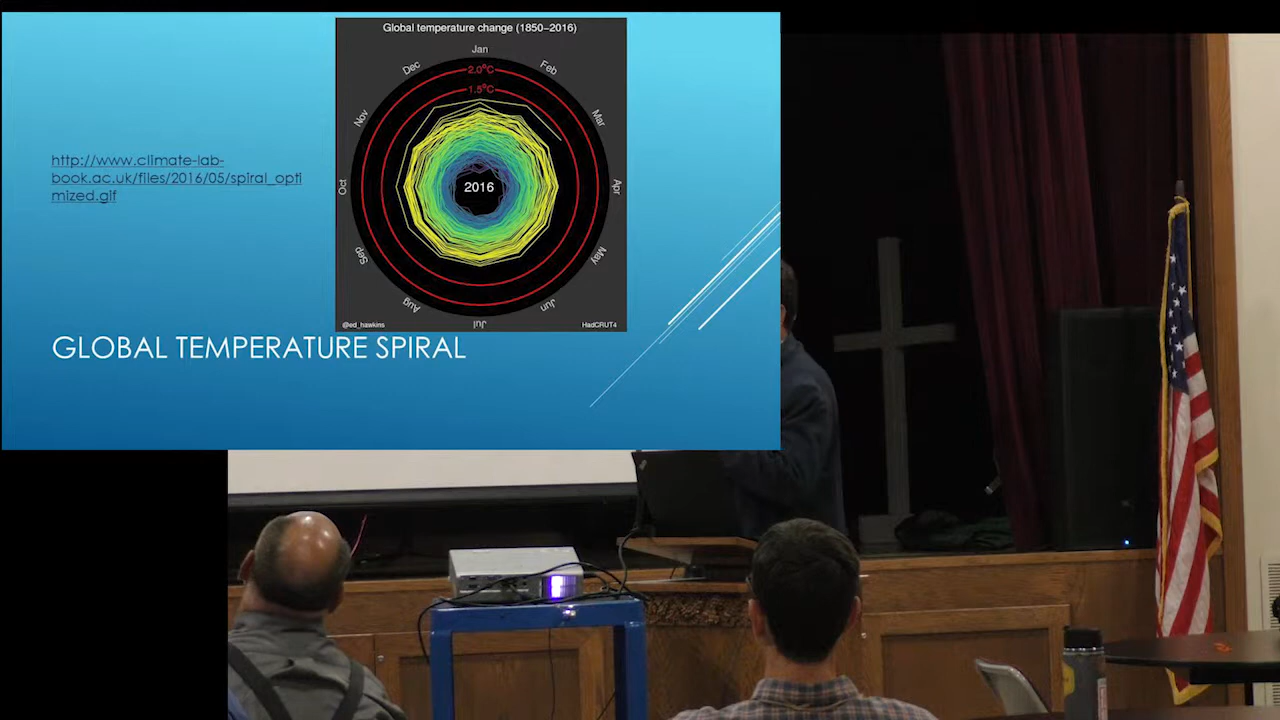 Global temperature change (1850–2016)
Jan
Dec
Feb
2.0°C
1.5°C
Nov
Mar
http://www.climate-lab-
book.ac.uk/files/2016/05/spiral_opti
mized.gif
Oct
2016
Apr
Sep
May
Aug
Jun
Jul
@ed_hawkins
HadCRUT4
GLOBAL TEMPERATURE SPIRAL